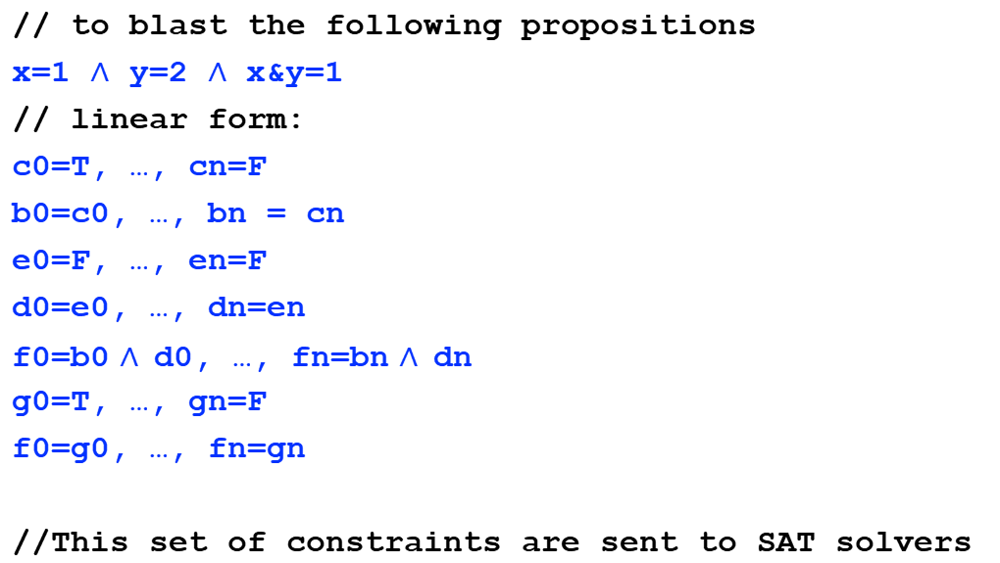 // to blast the following propositions
x=1 ∧ y=2 ∧ x&y=1
// linear form:
c0=T, …, cn=F
b0=c0, …, bn = cn
e0=F, …, en=F
d0=e0, …, dn=en
f0=b0 ∧ d0, …, fn=bn ∧ dn
g0=T, …, gn=F
f0=g0, …, fn=gn
//This set of constraints are sent to SAT solvers